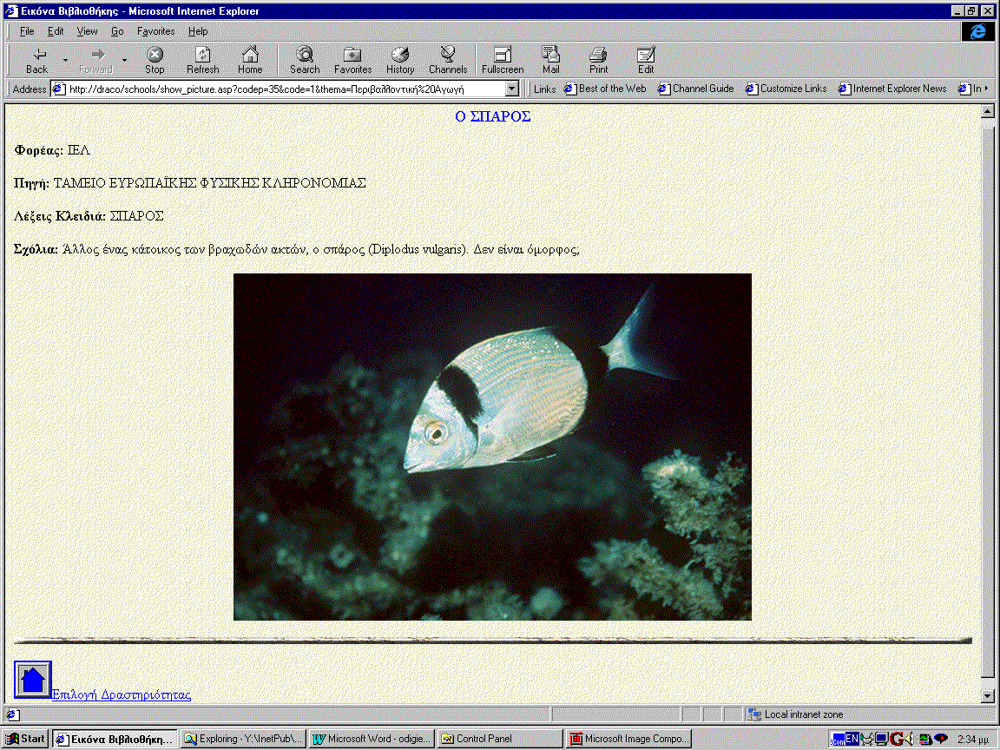 Εικόνα Βιβλιοθήκης - Microsoft Internet Explorer
File Edit View Go Favorites Help
Back Forward Stop Refresh Home Search Favorites History Channels Fullscreen Mail Print Edit
Address http://draco/schools/show_picture.asp?codep=35&code=1&thema=Περιβαλλοντική%20Αγωγή Links Best of the Web Channel Guide Customize Links Internet Explorer News In
Ο ΣΠΑΡΟΣ
Φορέας: ΙΕΛ
Πηγή: ΤΑΜΕΙΟ ΕΥΡΩΠΑΪΚΗΣ ΦΥΣΙΚΗΣ ΚΛΗΡΟΝΟΜΙΑΣ
Λέξεις Κλειδιά: ΣΠΑΡΟΣ
Σχόλια: Άλλος ένας κάτοικος των βραχωδών ακτών, ο σπάρος (Diplodus vulgaris). Δεν είναι όμορφος;
Επιλογή Δραστηριότητας
Local intranet zone
Start Εικόνα Βιβλιοθήκη... Exploring - Y:\InetPub\... Microsoft Word - odigie... Control Panel Microsoft Image Compo... EN 2:34 μμ